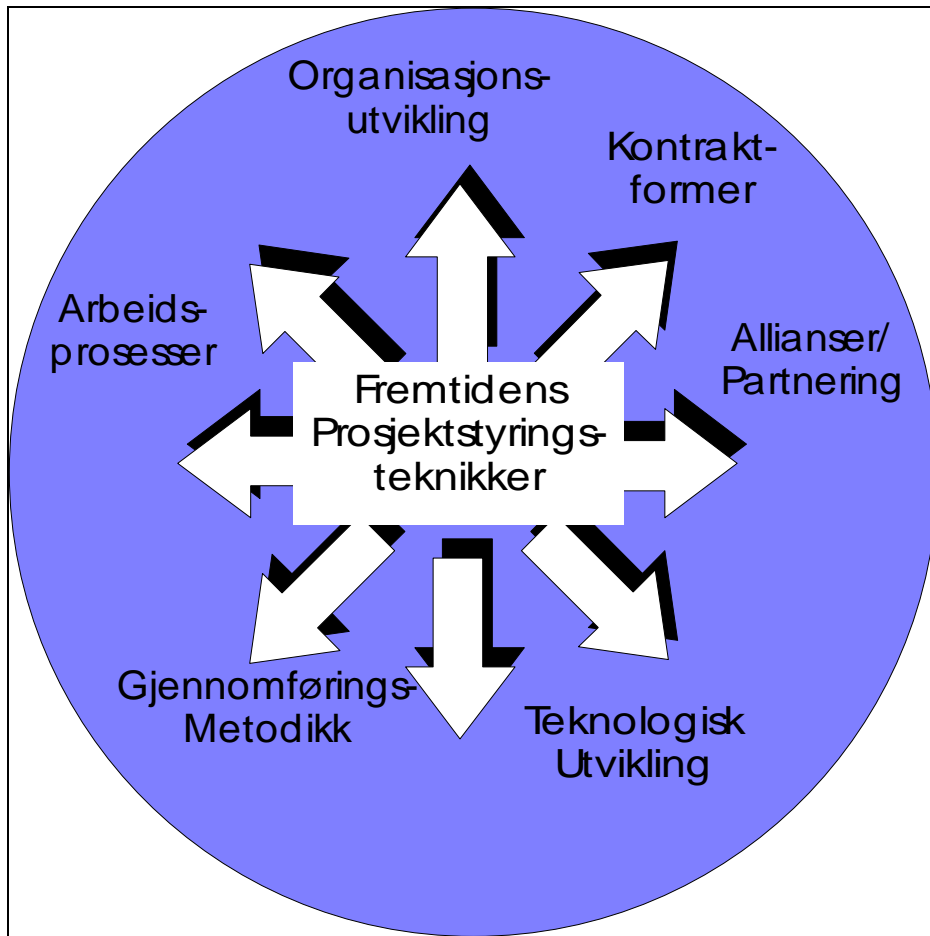 Organisasjons-
utvikling
Kontrakt-
former
Arbeids-
prosesser
Allianser/
Partnering
Fremtidens
Prosjektstyrings-
teknikker
Gjennomførings-
Metodikk
Teknologisk
Utvikling